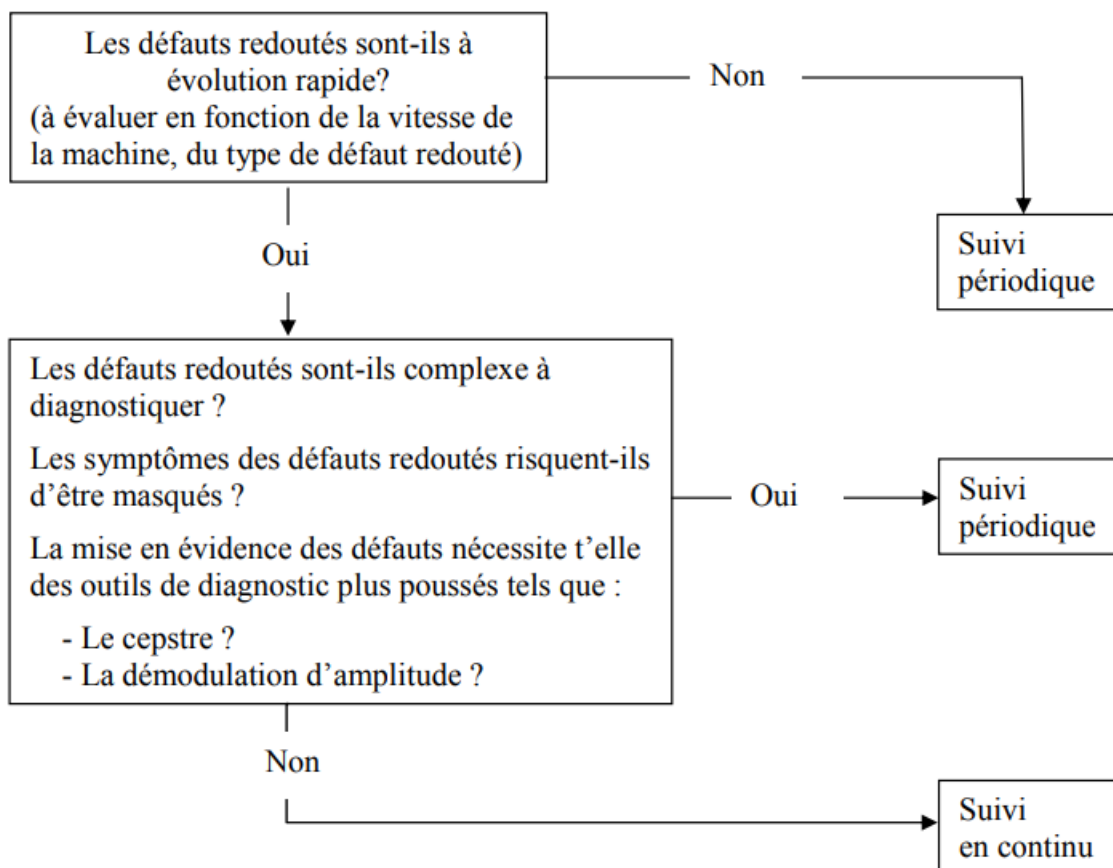 Les défauts redoutés sont-ils à
évolution rapide?
(à évaluer en fonction de la vitesse de
la machine, du type de défaut redouté)
Non
Suivi
périodique
Oui
Les défauts redoutés sont-ils complexe à
diagnostiquer ?
Les symptômes des défauts redoutés risquent-ils
d’être masqués ?
La mise en évidence des défauts nécessite t’elle
des outils de diagnostic plus poussés tels que :
- Le cepstre ?
- La démodulation d’amplitude ?
Oui
Suivi
périodique
Non
Suivi
en continu